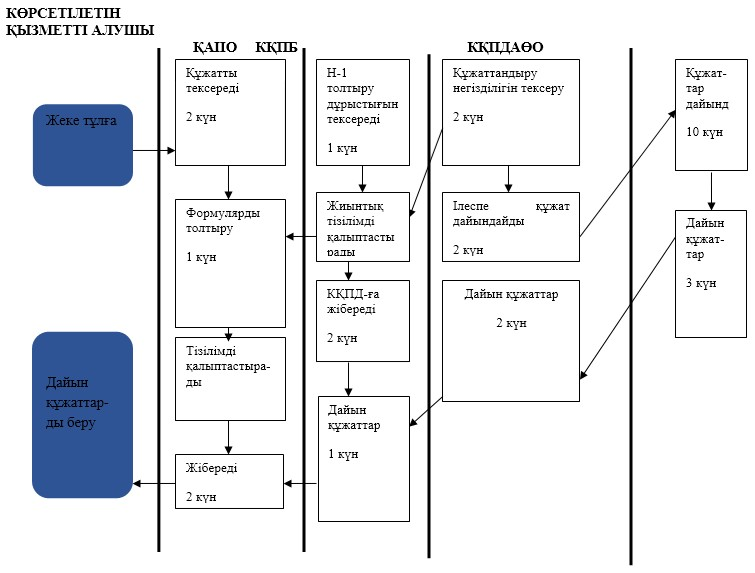 КӨРСЕТІЛЕТІН
ҚЫЗМЕТТІ АЛУШЫ
ҚАПО КҚПБ
КҚПДАӨО
Жеке тұлға
Дайын
құжаттар-
ды беру
Құжатты
тексереді
2 күн
Формулярды
толтыру
1 күн
Тізілімді
қалыптастыра-
ды
Жібереді
2 күн
Н-1
толтыру
дұрыстығын
тексереді
1 күн
Жиынтық
тізілімді
қалыптасты
рады
КҚПД-ға
жібереді
2 күн
Дайын
құжаттар
1 күн
Құжаттандыру
негізділігін тексеру
2 күн
Ілеспе құжат
дайындайды
2 күн
Дайын құжаттар
2 күн
Құжат-
тар
дайынд
10 күн
Дайын
құжат-
тар
3 күн